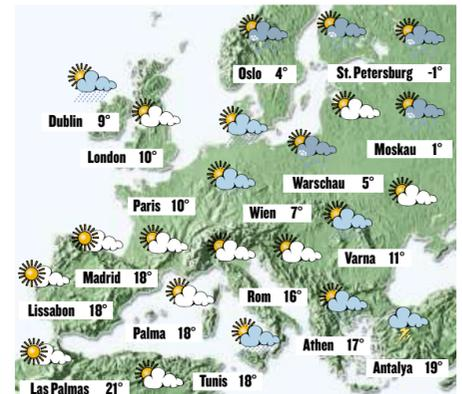 Oslo 4°
St. Petersburg -1°
Dublin 9°
London 10°
Moskau 1°
Warschau 5°
Paris 10°
Wien 7°
Varna 11°
Madrid 18°
Lissabon 18°
Rom 16°
Palma 18°
Athen 17°
Antalya 19°
Las Palmas 21°
Tunis 18°